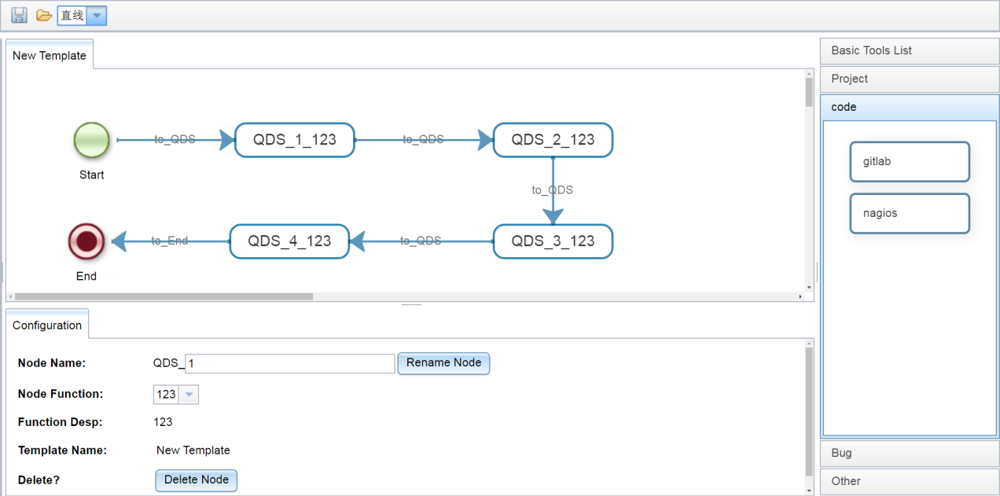 直线
New Template
to_QDS
QDS_1_123
to_QDS
QDS_2_123
Start
to_QDS
to_End
QDS_4_123
to_QDS
QDS_3_123
End
Configuration
Node Name: QDS_ 1 Rename Node
Node Function: 123
Function Desp: 123
Template Name: New Template
Delete? Delete Node
Basic Tools List
Project
code
gitlab
nagios
Bug
Other